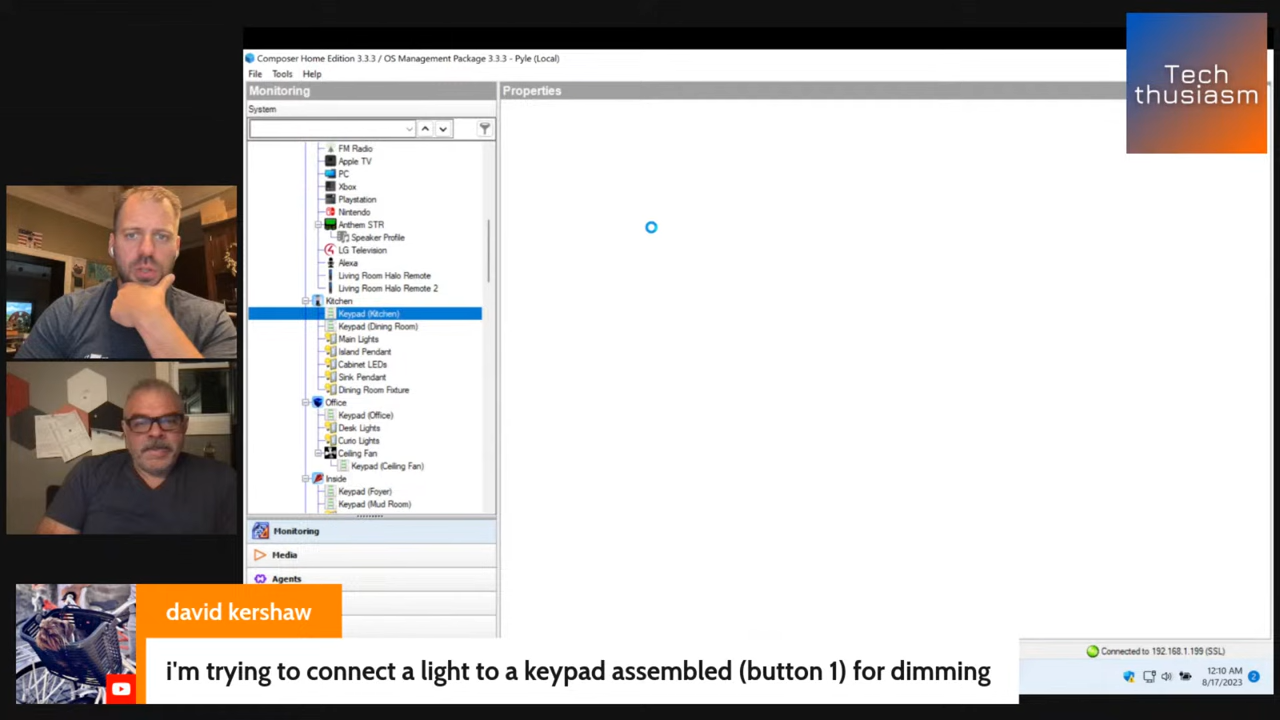 Composer Home Edition 3.3.3 / OS Management Package 3.3.3 - Pyle (Local)
File Tools Help
Monitoring
Properties
System
FM Radio
Apple TV
PC
Xbox
Playstation
Nintendo
Anthem STR
Speaker Profile
LG Television
Alexa
Living Room Halo Remote
Living Room Halo Remote 2
Kitchen
Keypad (Kitchen)
Keypad (Dining Room)
Main Lights
Island Pendant
Cabinet LEDs
Sink Pendant
Dining Room Fixture
Office
Keypad (Office)
Desk Lights
Curio Lights
Ceiling Fan
Keypad (Ceiling Fan)
Inside
Keypad (Foyer)
Keypad (Mud Room)
Monitoring
Media
Agents
Tech
thusiasm
david kershaw
i'm trying to connect a light to a keypad assembled (button 1) for dimming
Connected to 192.168.1.199 (SSL)
12:10 AM
8/17/2023
2